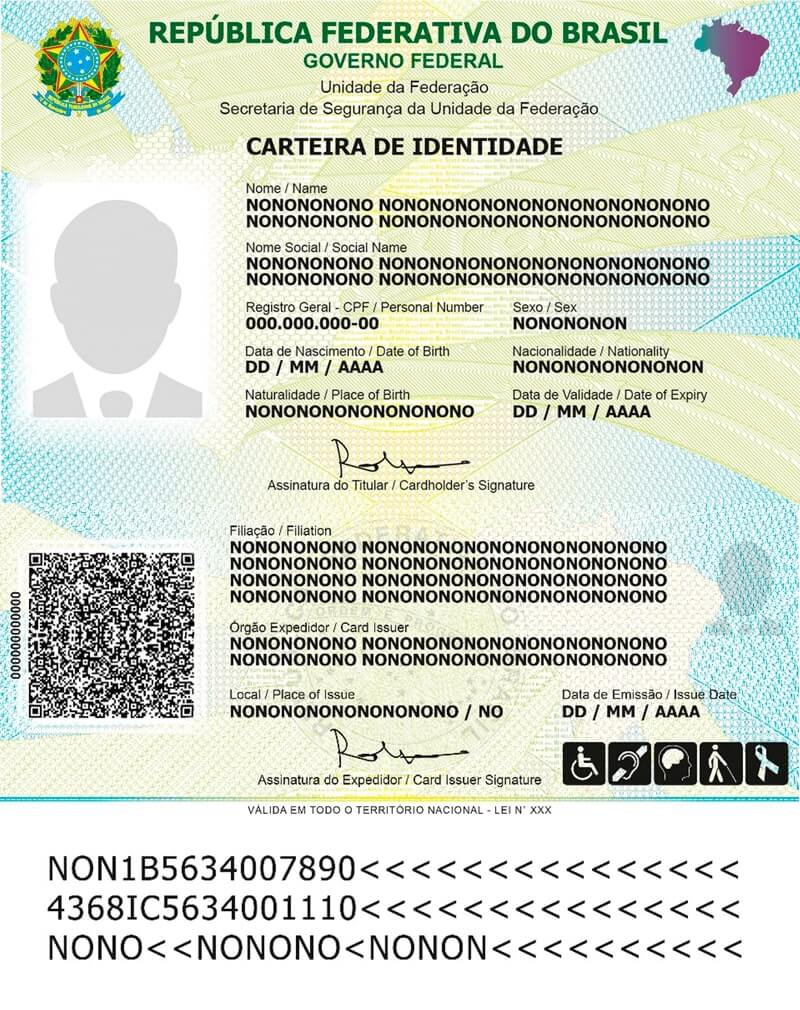 REPÚBLICA FEDERATIVA DO BRASIL
GOVERNO FEDERAL
Unidade da Federação
Secretaria de Segurança da Unidade da Federação
CARTEIRA DE IDENTIDADE
Nome / Name
NONONONONO NONONONONONONONONONONONO
NONONONONO NONONONONONONONONONONONO
Nome Social / Social Name
NONONONONO NONONONONONONONONONONONO
NONONONONO NONONONONONONONONONONONO
Registro Geral - CPF / Personal Number Sexo / Sex
000.000.000-00 NONONONON
Data de Nascimento / Date of Birth Nacionalidade / Nationality
DD / MM / AAAA NONONONONONONON
Naturalidade / Place of Birth Data de Validade / Date of Expiry
NONONONONONONONONO DD / MM / AAAA
Assinatura do Titular / Cardholder's Signature
Filiação / Filiation
NONONONONO NONONONONONONONONONONONO
NONONONONO NONONONONONONONONONONONO
NONONONONO NONONONONONONONONONONONO
NONONONONO NONONONONONONONONONONONO
Órgão Expedidor / Card Issuer
NONONONONO NONONONONONONONONONONONO
NONONONONO NONONONONONONONONONONONO
0000000000000
Local / Place of Issue Data de Emissão / Issue Date
NONONONONONONONONO / NO DD / MM / AAAA
Assinatura do Expedidor / Card Issuer Signature
VÁLIDA EM TODO O TERRITÓRIO NACIONAL - LEI N° XXX
NON1B5634007890<<<<<<<<<<<<<<<
4368IC5634001110<<<<<<<<<<<<<<<
NONO<<NONONO<NONON<<<<<<<<<<